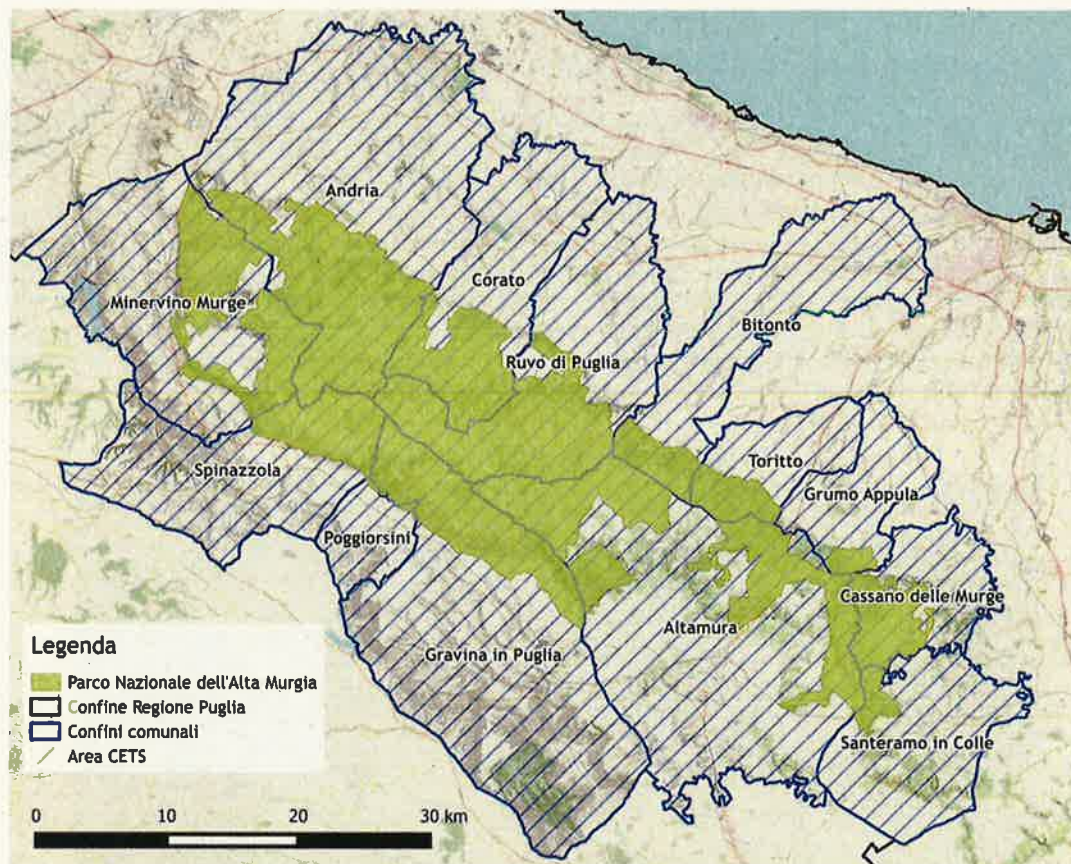 Andria
Corato
Minervino Murge
Bitonto
Ruvo di Puglia
Spinazzola
Toritto
Grumo Appula
Poggiorsini
Cassano delle Murge
Altamura
Gravina in Puglia
Santeramo in Colle
Legenda
Parco Nazionale dell'Alta Murgia
Confine Regione Puglia
Confini comunali
Area CETS
0 10 20 30 km